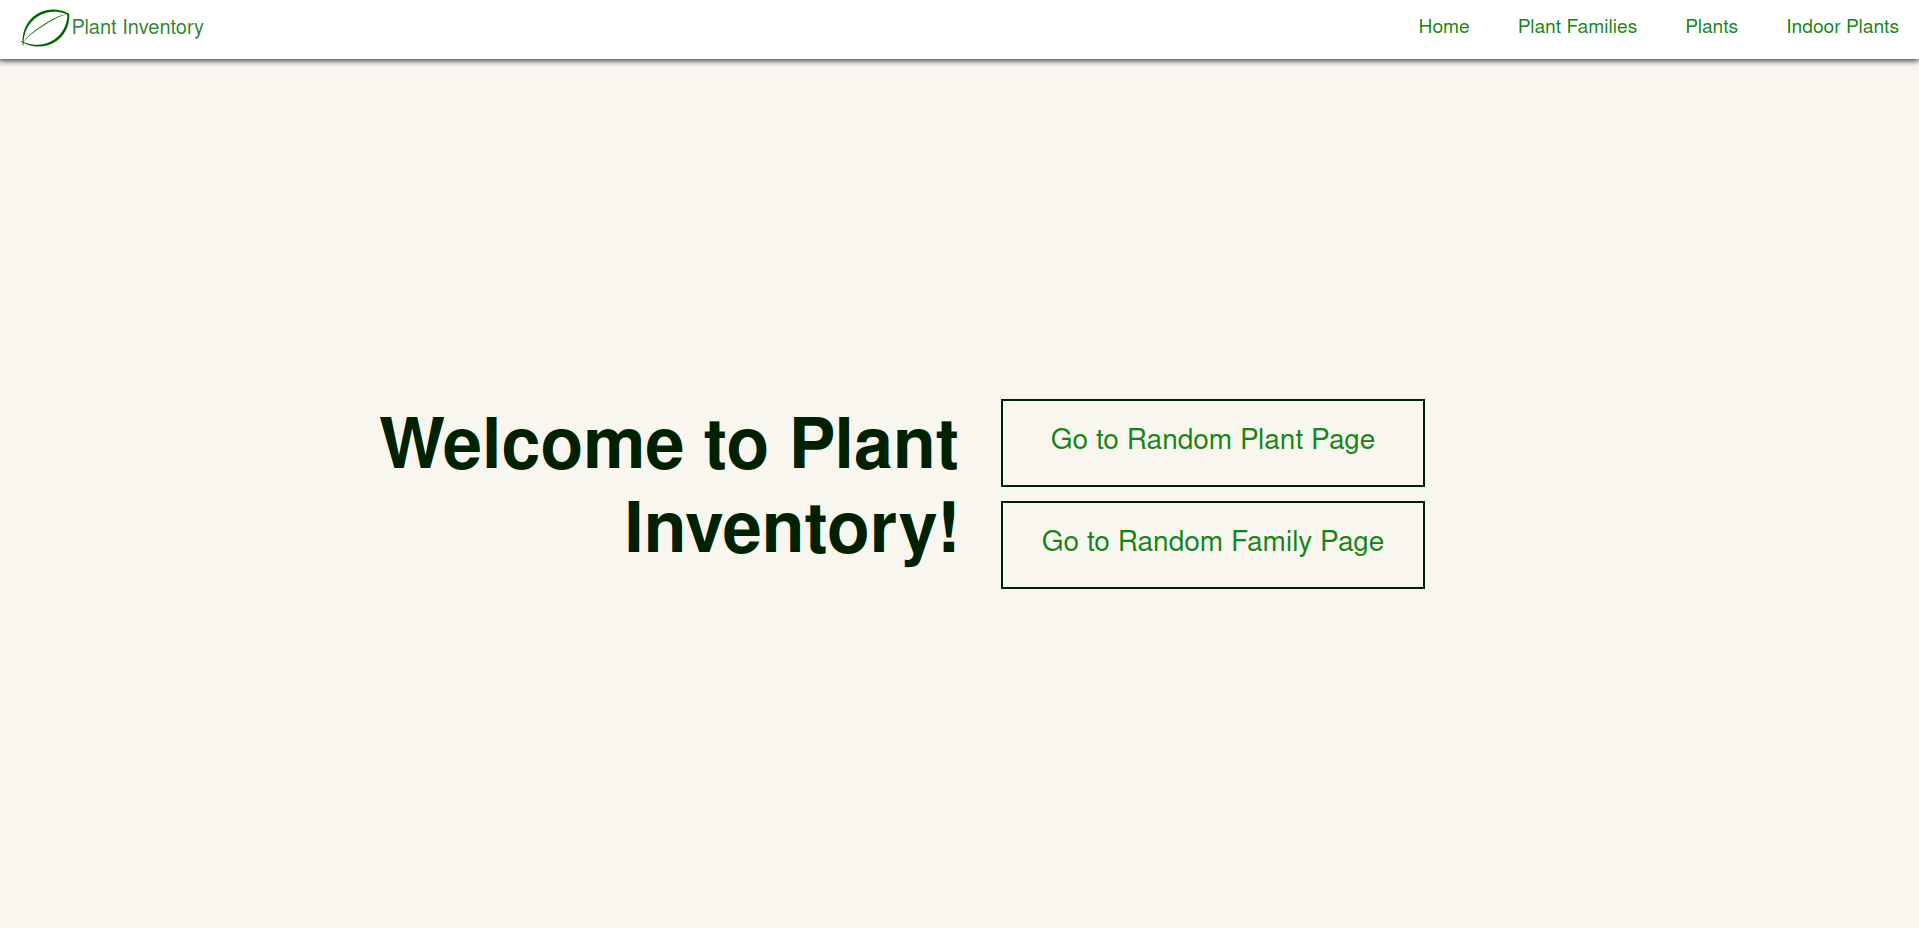 Plant Inventory
Home
Plant Families
Plants
Indoor Plants
Welcome to Plant
Inventory!
Go to Random Plant Page
Go to Random Family Page